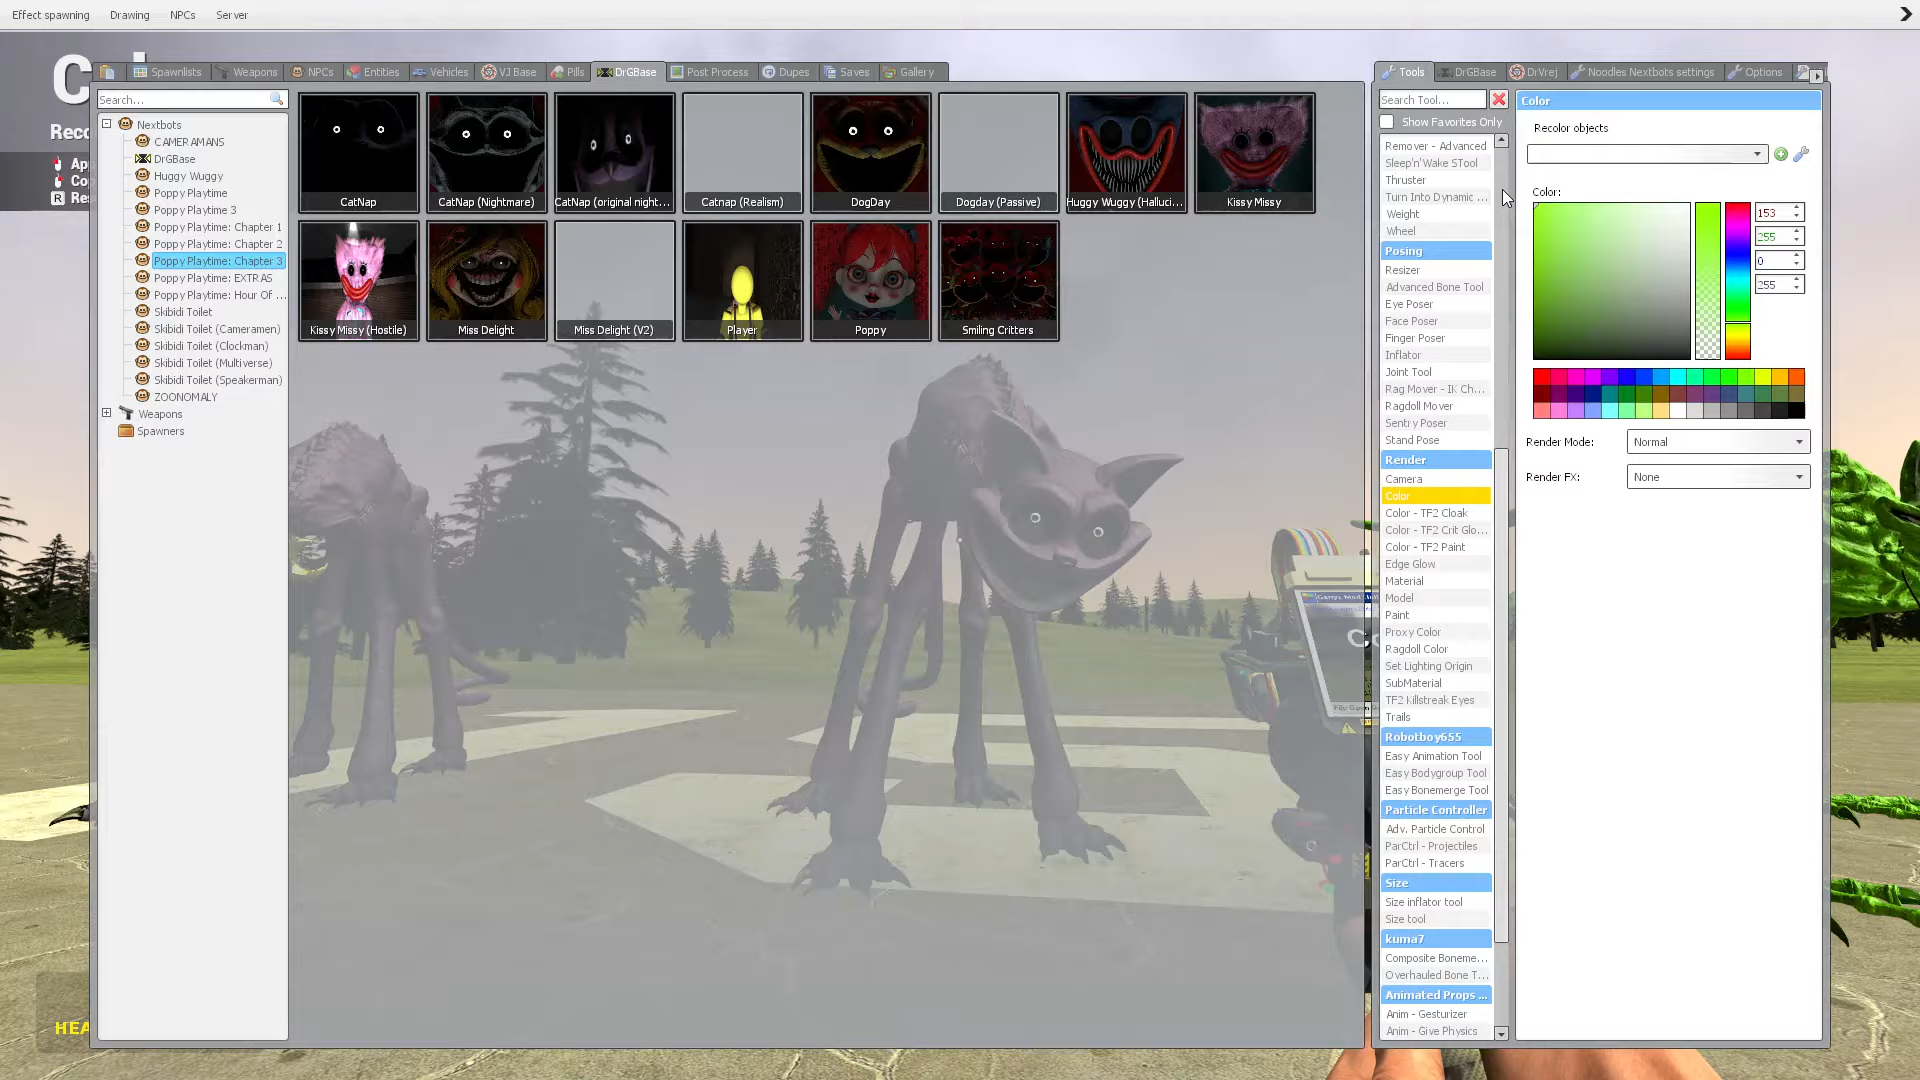 Effect spawning Drawing NPCs Server
Spawnlists Weapons NPCs Entities Vehicles VJ Base Pills DrGBase Post Process Dupes Saves Gallery
Search...
Nextbots
CAMERAMANS
DrGBase
Huggy Wuggy
Poppy Playtime
Poppy Playtime 3
Poppy Playtime: Chapter 1
Poppy Playtime: Chapter 2
Poppy Playtime: Chapter 3
Poppy Playtime: EXTRAS
Poppy Playtime: Hour Of ...
Skibidi Toilet
Skibidi Toilet (Cameramen)
Skibidi Toilet (Clockman)
Skibidi Toilet (Multiverse)
Skibidi Toilet (Speakerman)
ZOONOMALY
Weapons
Spawners
CatNap CatNap (Nightmare) CatNap (original night... Catnap (Realism) DogDay Dogday (Passive) Huggy Wuggy (Halluci... Kissy Missy
Kissy Missy (Hostile) Miss Delight Miss Delight (V2) Player Poppy Smiling Critters
Tools DrGBase DrVrej Noodles Nextbots settings Options
Search Tool...
Show Favorites Only
Remover - Advanced
Sleep'n'Wake STool
Thruster
Turn Into Dynamic ...
Weight
Wheel
Posing
Resizer
Advanced Bone Tool
Eye Poser
Face Poser
Finger Poser
Inflator
Joint Tool
Rag Mover - IK Ch...
Ragdoll Mover
Sentry Poser
Stand Pose
Render
Camera
Color
Color - TF2 Cloak
Color - TF2 Crit Glo...
Color - TF2 Paint
Edge Glow
Material
Model
Paint
Proxy Color
Ragdoll Color
Set Lighting Origin
SubMaterial
TF2 Killstreak Eyes
Trails
Robotboy655
Easy Animation Tool
Easy Bodygroup Tool
Easy Bonemerge Tool
Particle Controller
Adv. Particle Control
ParCtrl - Projectiles
ParCtrl - Tracers
Size
Size inflator tool
Size tool
kuma7
Composite Boneme...
Overhauled Bone T...
Animated Props ...
Anim - Gesturizer
Anim - Give Physics
Color
Recolor objects
Color:
153
255
0
255
Render Mode: Normal
Render FX: None
C
Reco
App
Co
R Re
HEA
Co